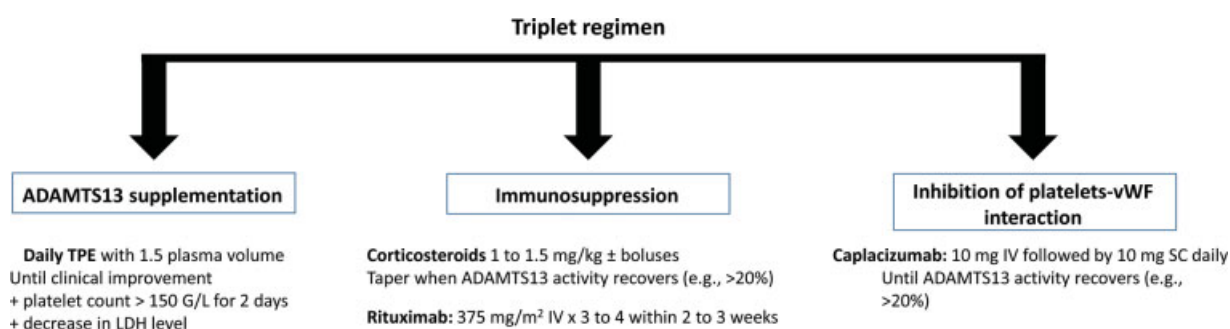 Triplet regimen
ADAMTS13 supplementation
Daily TPE with 1.5 plasma volume
Until clinical improvement
+ platelet count > 150 G/L for 2 days
+ decrease in LDH level
Immunosuppression
Corticosteroids 1 to 1.5 mg/kg ± boluses
Taper when ADAMTS13 activity recovers (e.g., >20%)
Rituximab: 375 mg/m² IV x 3 to 4 within 2 to 3 weeks
Inhibition of platelets-vWF
interaction
Caplacizumab: 10 mg IV followed by 10 mg SC daily
Until ADAMTS13 activity recovers (e.g.,
>20%)